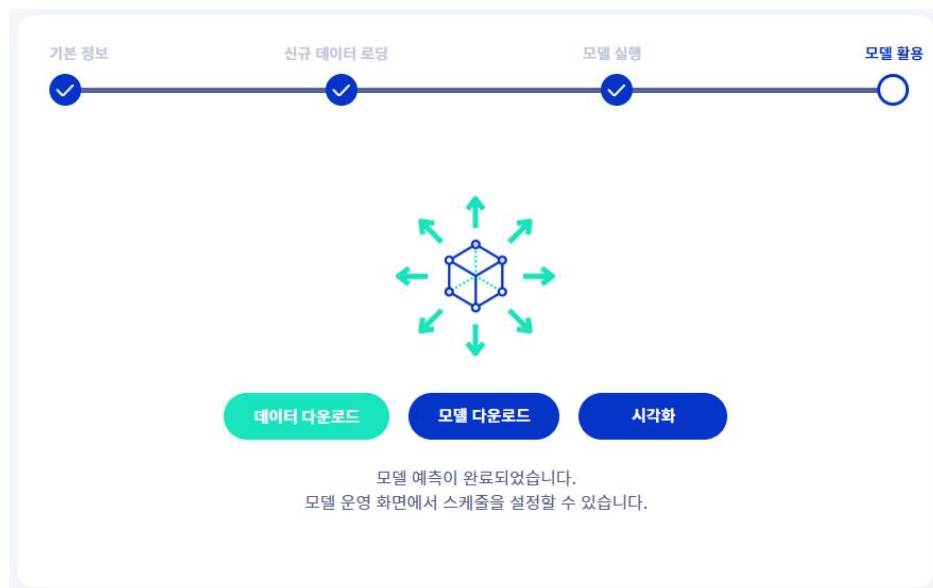 기본 정보
신규 데이터 로딩
모델 실행
모델 활용
데이터 다운로드
모델 다운로드
시각화
모델 예측이 완료되었습니다.
모델 운영 화면에서 스케줄을 설정할 수 있습니다.